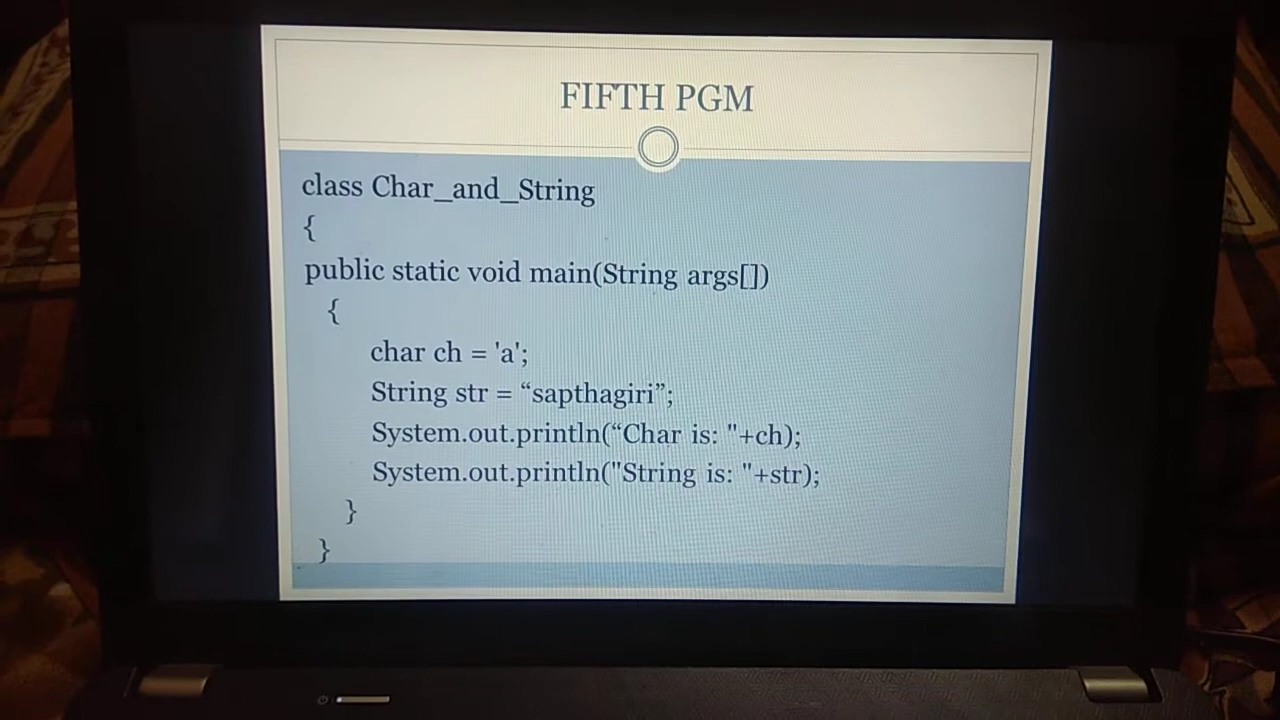 FIFTH PGM
class Char_and_String
{
public static void main(String args[])
{
char ch = 'a';
String str = “sapthagiri”;
System.out.println(“Char is: "+ch);
System.out.println("String is: "+str);
}
}